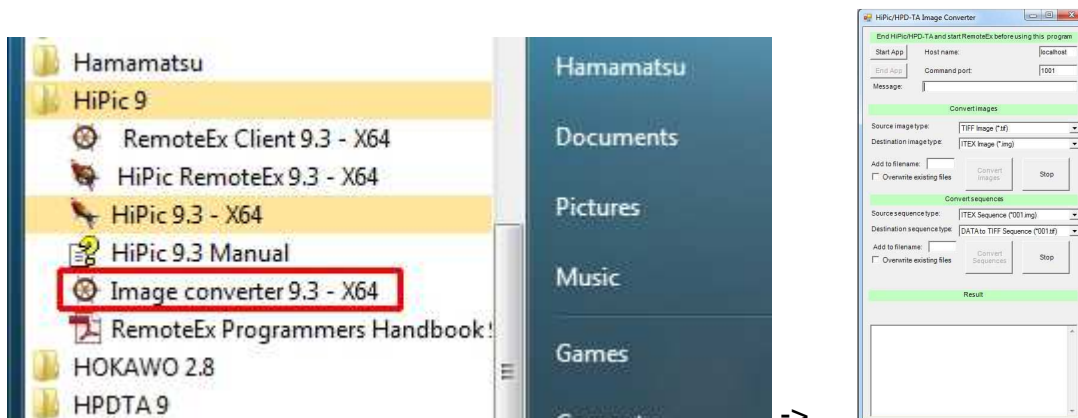 Hamamatsu
HiPic 9
RemoteEx Client 9.3 - X64
HiPic RemoteEx 9.3 - X64
HiPic 9.3 - X64
HiPic 9.3 Manual
Image converter 9.3 - X64
RemoteEx Programmers Handbook
HOKAWO 2.8
HPDTA 9
Hamamatsu
Documents
Pictures
Music
Games
->
HiPic/HPD-TA Image Converter
End HiPic/HPD-TA and start RemoteEx before using this program
Start App Host name: localhost
End App Command port: 1001
Message:
Convert images
Source image type: TIFF Image (*.tif)
Destination image type: ITEX Image (*.img)
Add to filename:
Overwrite existing files
Convert Images
Stop
Convert sequences
Source sequence type: ITEX Sequence (*001.img)
Destination sequence type: DATA to TIFF Sequence (*001.tif)
Add to filename:
Overwrite existing files
Convert Sequences
Stop
Result